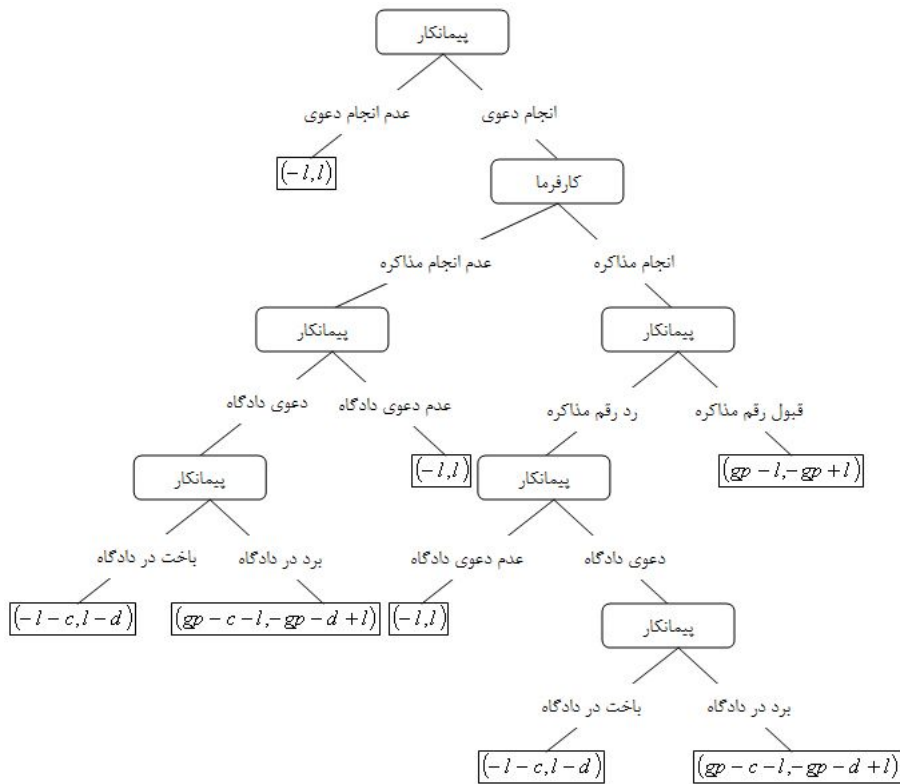 پیمانکار
انجام دعوی
عدم انجام دعوی
(-l,l)
کارفرما
انجام مذاکره
عدم انجام مذاکره
پیمانکار
پیمانکار
قبول رقم مذاکره
رد رقم مذاکره
عدم دعوی دادگاه
دعوی دادگاه
(gp-l,-gp+l)
پیمانکار
(-l,l)
پیمانکار
دعوی دادگاه
عدم دعوی دادگاه
برد در دادگاه
باخت در دادگاه
پیمانکار
(-l,l)
(gp-c-l,-gp-d+l)
(-l-c,l-d)
برد در دادگاه
باخت در دادگاه
(gp-c-l,-gp-d+l)
(-l-c,l-d)